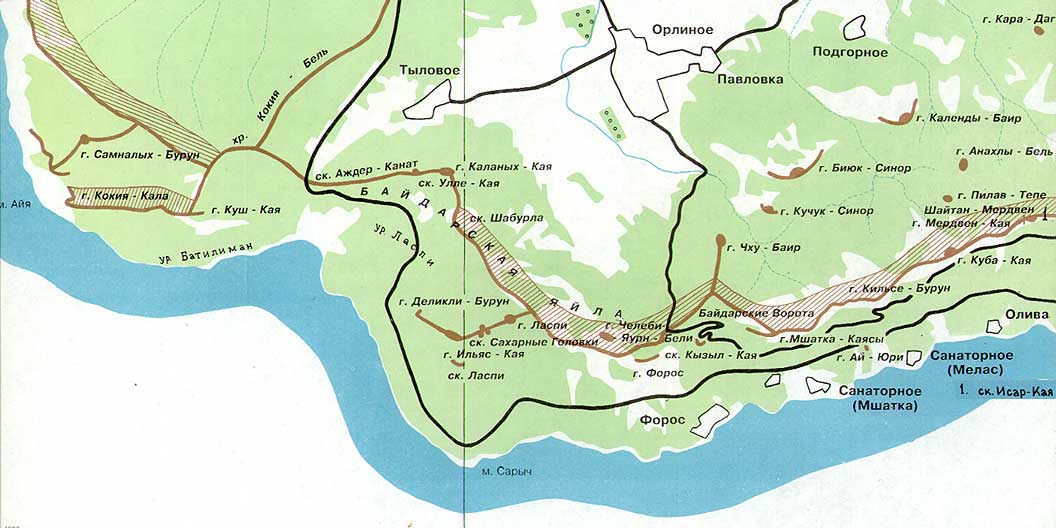 г. Кара - Даг
Орлиное
Подгорное
Тыловое
Павловка
хр. Кокия - Бель
г. Календы - Баир
г. Самналых - Бурун
г. Анахлы - Бель
ск. Аждер - Канат
г. Каланых - Кая
г. Биюк - Синор
ск. Улле - Кая
г. Кокия - Кала
г. Пилав - Тепе
м. Айя
г. Куш - Кая
ск. Шабурла
г. Кучук - Синор
Шайтан - Мердвен
1
г. Мердвен - Кая
БАЙДАРСКАЯ ЯЙЛА
ур. Ласпи
ур. Батилиман
г. Чху - Баир
г. Куба - Кая
г. Кильсе - Бурун
г. Деликли - Бурун
Байдарские Ворота
Олива
г. Ласпи
г. Челеби-
- Яурн - Бели
ск. Сахарные Головки
г. Мшатка - Каясы
г. Ильяс - Кая
ск. Кызыл - Кая
г. Ай - Юри
Санаторное
(Мелас)
ск. Ласпи
г. Форос
Санаторное
(Мшатка)
1. ск. Исар-Кая
Форос
м. Сарыч